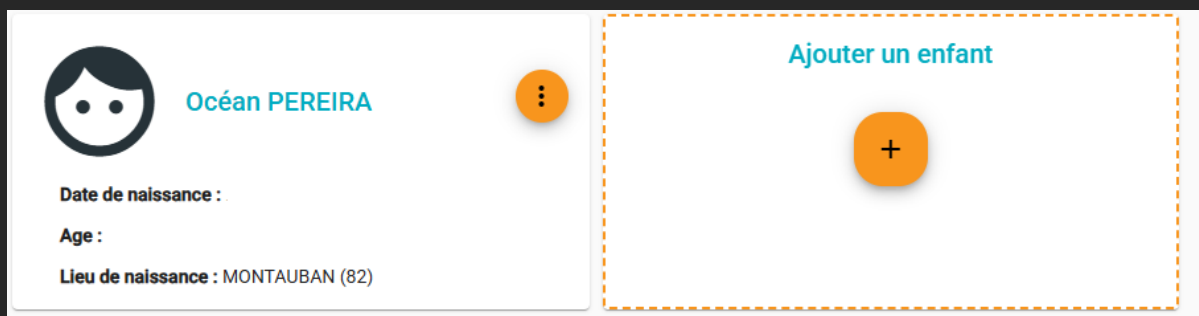 Océan PEREIRA
Date de naissance :
Age :
Lieu de naissance : MONTAUBAN (82)
Ajouter un enfant
+